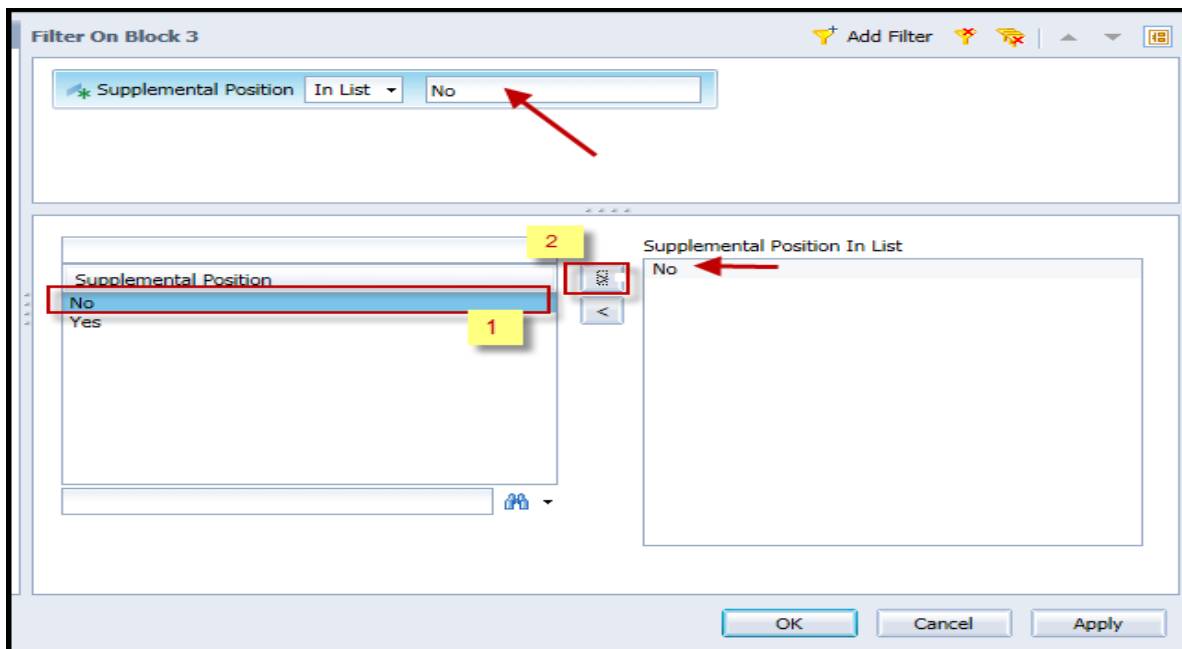 Filter On Block 3 Add Filter
Supplemental Position In List No
2
Supplemental Position In List
Supplemental Position No
> 
No
1
Yes
<
OK Cancel Apply